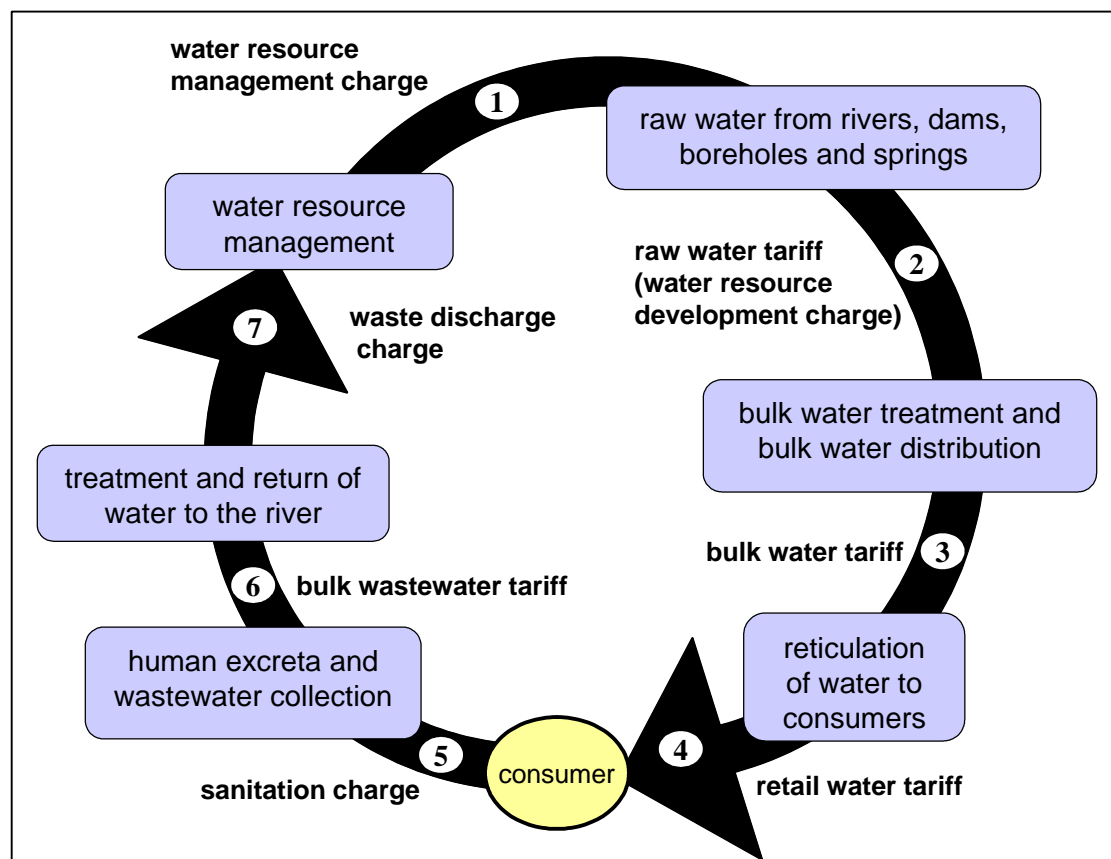 water resource
management charge
1
raw water from rivers, dams,
boreholes and springs
water resource
management
raw water tariff
(water resource
development charge)
2
7
waste discharge
charge
bulk water treatment and
bulk water distribution
treatment and return of
water to the river
bulk water tariff
3
6
bulk wastewater tariff
human excreta and
wastewater collection
reticulation
of water to
consumers
5
sanitation charge
consumer
4
retail water tariff